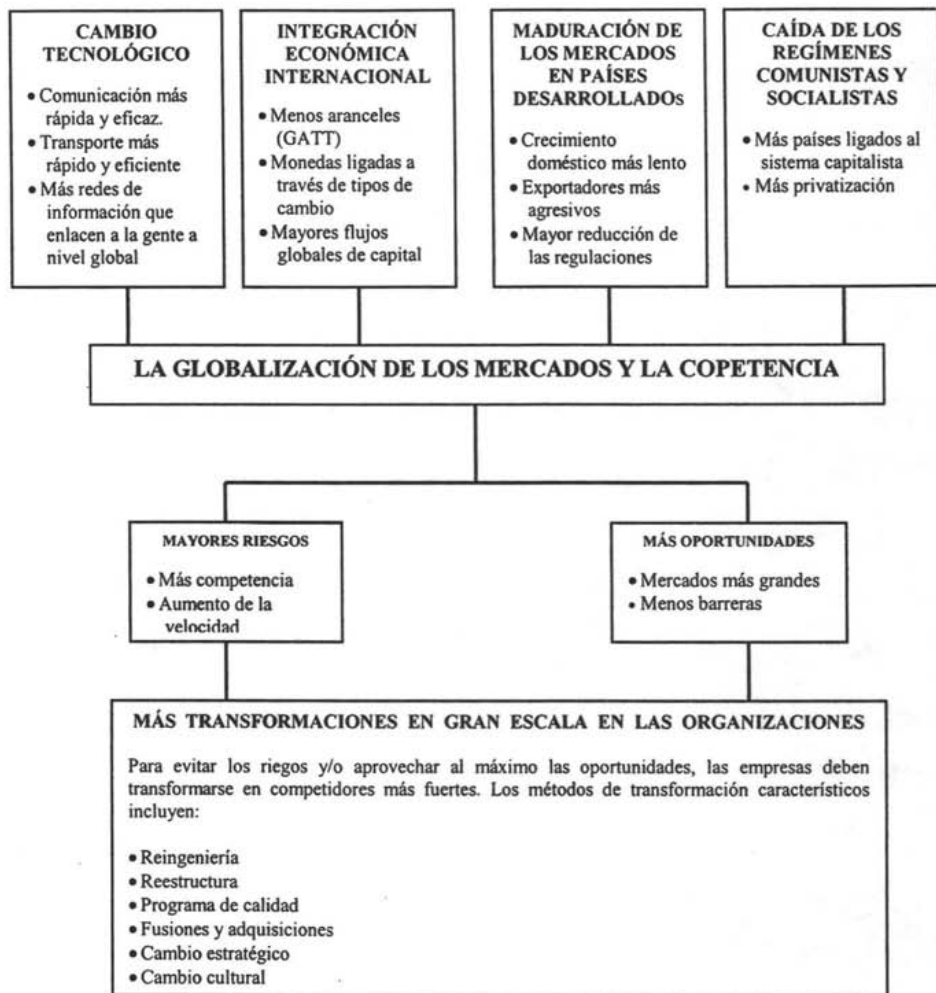 CAMBIO
TECNOLÓGICO
• Comunicación más
rápida y eficaz.
• Transporte más
rápido y eficiente
• Más redes de
información que
enlacen a la gente a
nivel global
INTEGRACIÓN
ECONÓMICA
INTERNACIONAL
• Menos aranceles
(GATT)
• Monedas ligadas a
través de tipos de
cambio
• Mayores flujos
globales de capital
MADURACIÓN DE
LOS MERCADOS
EN PAÍSES
DESARROLLADOs
• Crecimiento
doméstico más lento
• Exportadores más
agresivos
• Mayor reducción de
las regulaciones
CAÍDA DE LOS
REGÍMENES
COMUNISTAS Y
SOCIALISTAS
• Más países ligados al
sistema capitalista
• Más privatización
LA GLOBALIZACIÓN DE LOS MERCADOS Y LA COPETENCIA
MAYORES RIESGOS
• Más competencia
• Aumento de la
velocidad
MÁS OPORTUNIDADES
• Mercados más grandes
• Menos barreras
MÁS TRANSFORMACIONES EN GRAN ESCALA EN LAS ORGANIZACIONES
Para evitar los riegos y/o aprovechar al máximo las oportunidades, las empresas deben
transformarse en competidores más fuertes. Los métodos de transformación característicos
incluyen:
• Reingeniería
• Reestructura
• Programa de calidad
• Fusiones y adquisiciones
• Cambio estratégico
• Cambio cultural